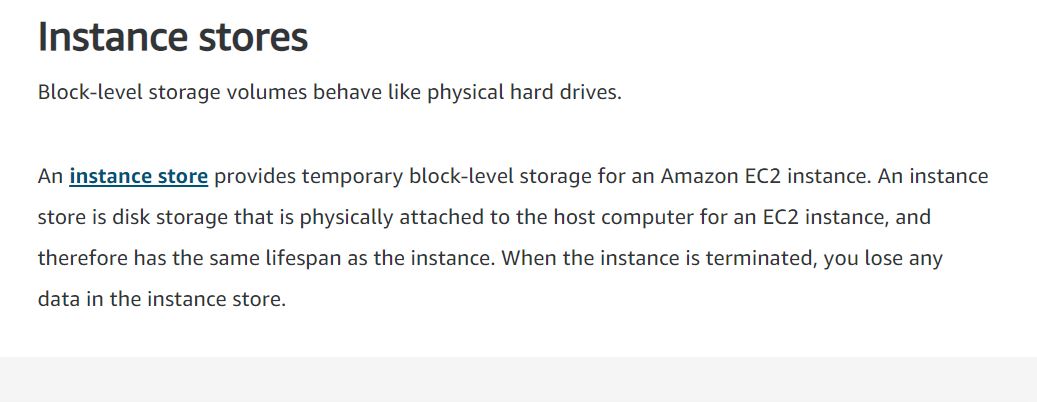 Instance stores
Block-level storage volumes behave like physical hard drives.
An instance store provides temporary block-level storage for an Amazon EC2 instance. An instance
store is disk storage that is physically attached to the host computer for an EC2 instance, and
therefore has the same lifespan as the instance. When the instance is terminated, you lose any
data in the instance store.